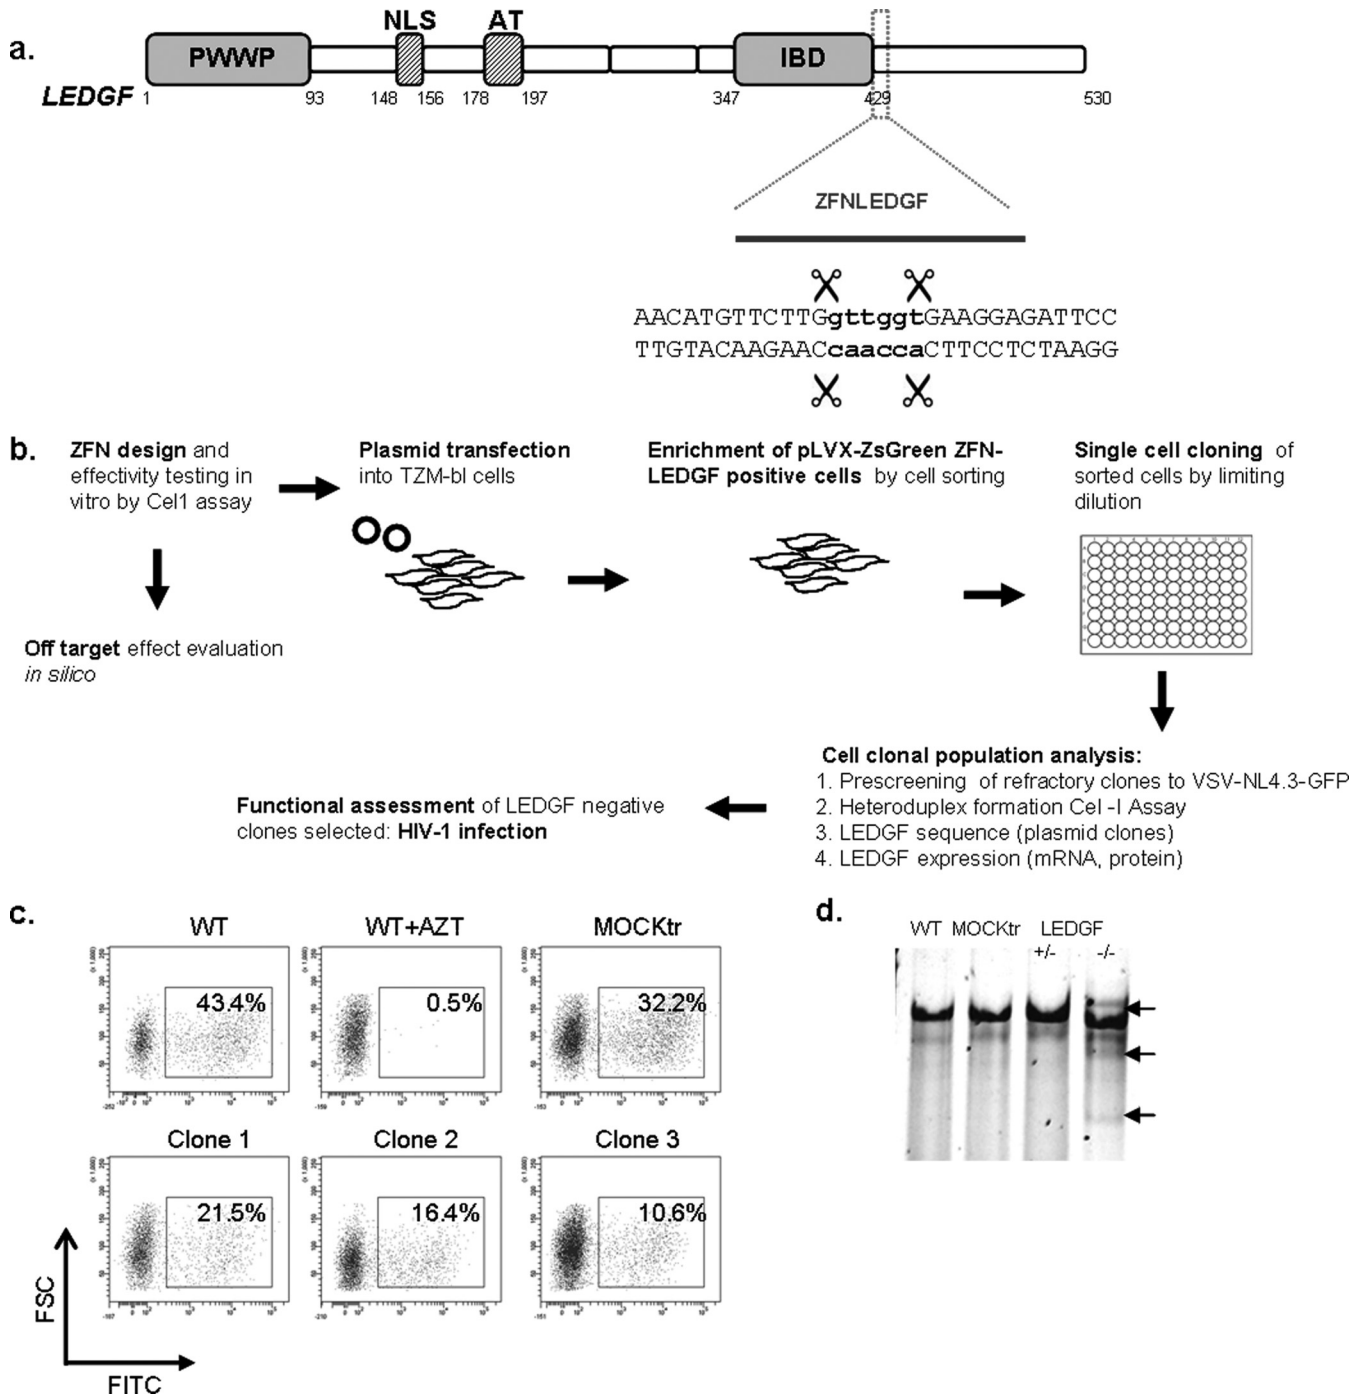 a.
NLS AT
PWWP IBD
LEDGF 1 93 148 156 178 197 347 429 530
ZFNLEDGF
AACATGTTCTTGgttggtGAAGGAGATTCC
TTGTACAAGAACcaaccaCTTCCTCTAAGG
b.
ZFN design and
effectivity testing in
vitro by Cel1 assay
Plasmid transfection
into TZM-bl cells
Enrichment of pLVX-ZsGreen ZFN-
LEDGF positive cells by cell sorting
Single cell cloning of
sorted cells by limiting
dilution
Off target effect evaluation
in silico
Cell clonal population analysis:
1. Prescreening of refractory clones to VSV-NL4.3-GFP
2. Heteroduplex formation Cel -I Assay
3. LEDGF sequence (plasmid clones)
4. LEDGF expression (mRNA, protein)
Functional assessment of LEDGF negative
clones selected: HIV-1 infection
c.
WT WT+AZT MOCKtr
43.4% 0.5% 32.2%
Clone 1 Clone 2 Clone 3
21.5% 16.4% 10.6%
FSC
FITC
d.
WT MOCKtr LEDGF
+/- -/-